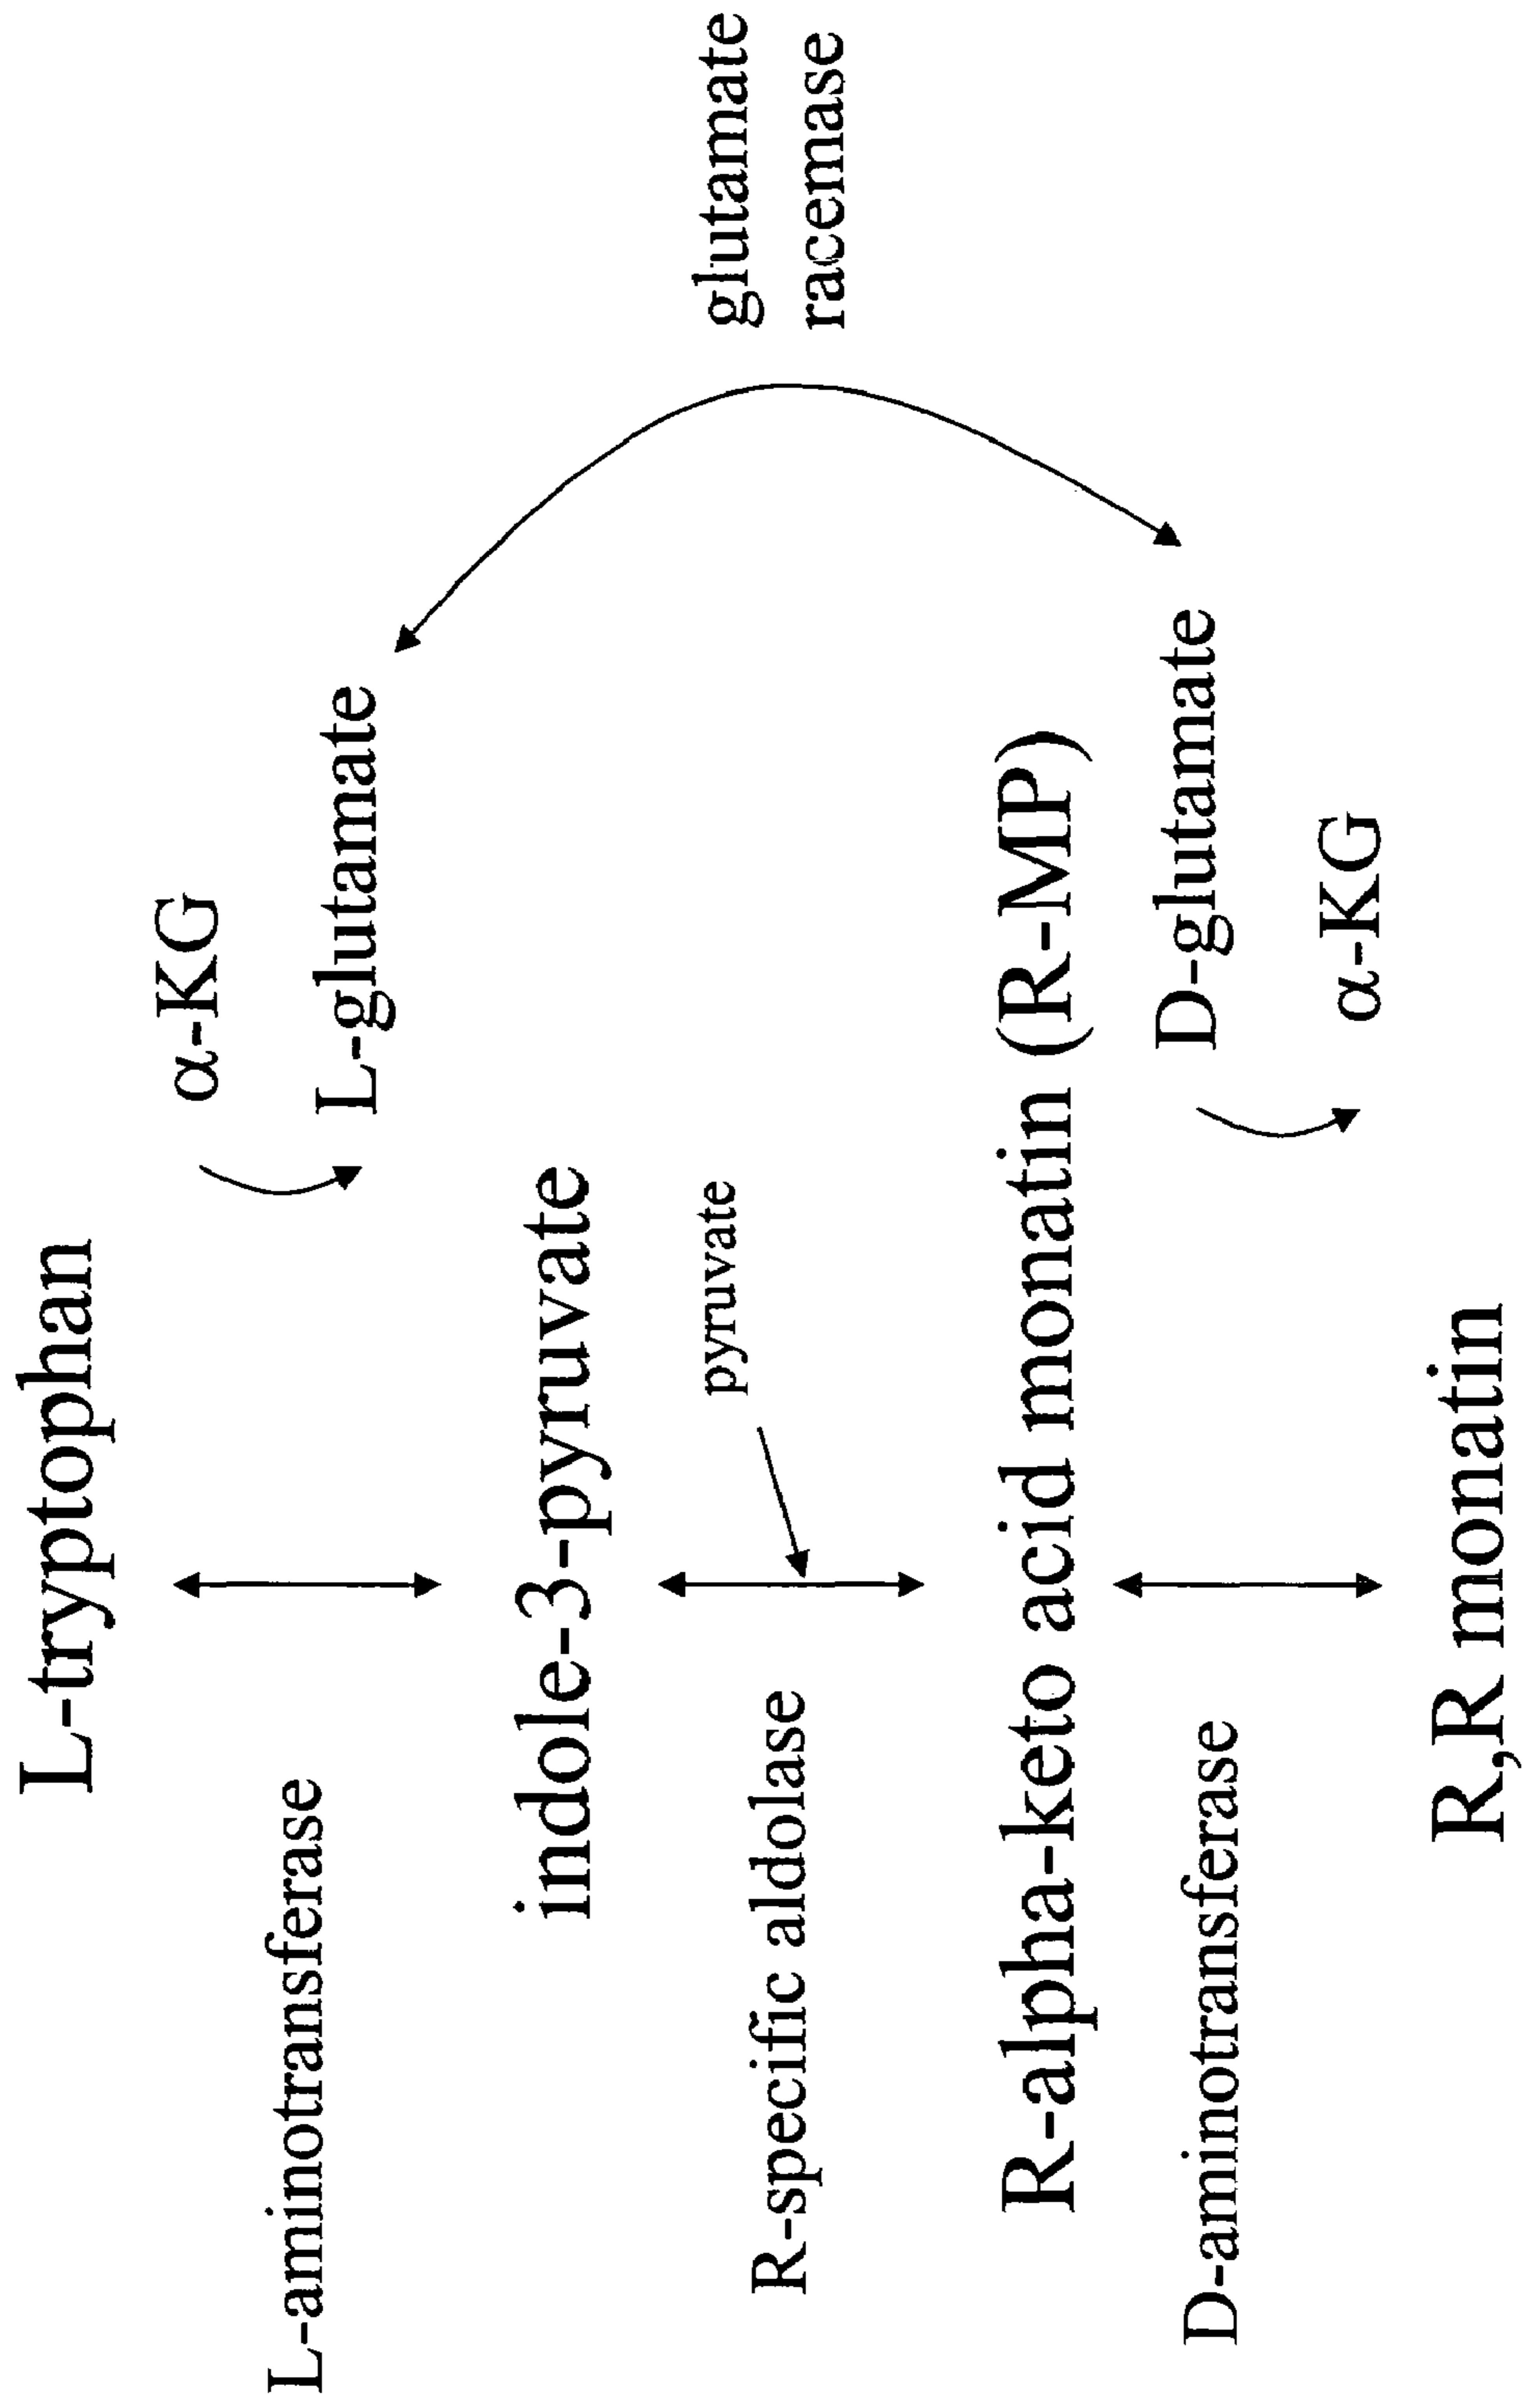 L-tryptophan
α-KG
L-aminotransferase
L-glutamate
indole-3-pyruvate
pyruvate
glutamate
racemase
R-specific aldolase
R-alpha-keto acid monatin (R-MP)
D-glutamate
D-aminotransferase
α-KG
R,R monatin